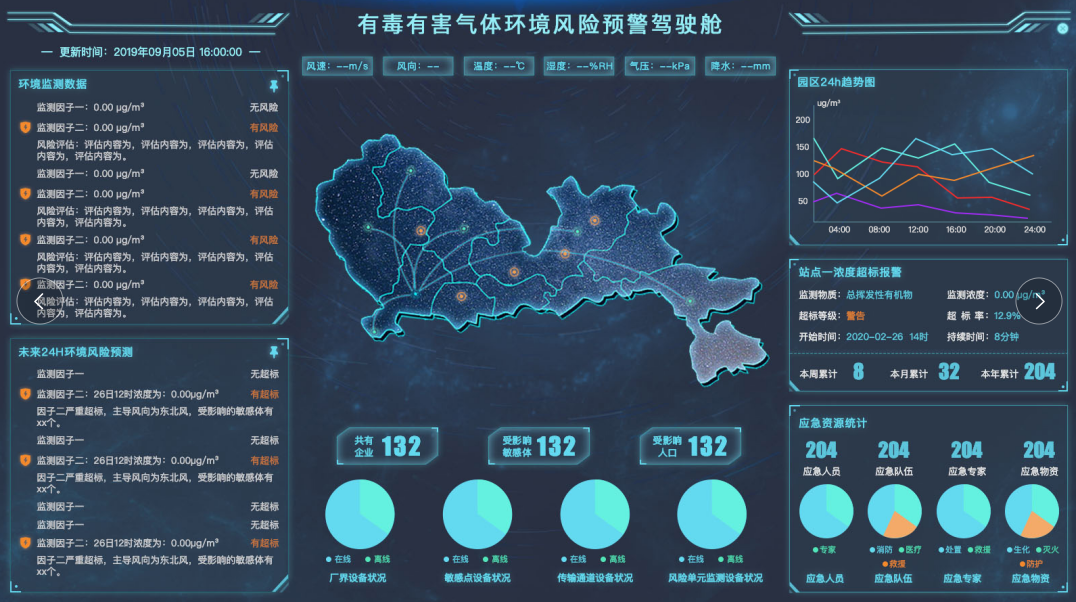 有毒有害气体环境风险预警驾驶舱
更新时间：2019年09月05日 16:00:00
风速：--m/s
风向：--
温度：--℃
湿度：--%RH
气压：--kPa
降水：--mm
环境监测数据
监测因子一：0.00 μg/m³ 无风险
监测因子二：0.00 μg/m³ 有风险
风险评估：评估内容为，评估内容为，评估内容为，评估
内容为，评估内容为。
监测因子一：0.00 μg/m³ 无风险
监测因子二：0.00 μg/m³ 有风险
风险评估：评估内容为，评估内容为，评估内容为，评估
内容为，评估内容为。
监测因子二：0.00 μg/m³ 有风险
风险评估：评估内容为，评估内容为，评估内容为，评估
内容为，评估内容为。
监测因子二：0.00 μg/m³ 有风险
风险评估：评估内容为，评估内容为，评估内容为，评估
内容为，评估内容为。
未来24H环境风险预测
监测因子一 无超标
监测因子二：26日12时浓度为：0.00μg/m³ 有超标
因子二严重超标，主导风向为东北风，受影响的敏感体有
xx个。
监测因子一 无超标
监测因子二：26日12时浓度为：0.00μg/m³ 有超标
因子二严重超标，主导风向为东北风，受影响的敏感体有
xx个。
监测因子一 无超标
监测因子一 无超标
监测因子二：26日12时浓度为：0.00μg/m³ 有超标
因子二严重超标，主导风向为东北风，受影响的敏感体有
xx个。
共有
企业 132
受影响
敏感体 132
受影响
人口 132
在线 离线
厂界设备状况
在线 离线
敏感点设备状况
在线 离线
传输通道设备状况
在线 离线
风险单元监测设备状况
园区24h趋势图
ug/m³
200
150
100
50
04:00 08:00 12:00 16:00 20:00 24:00
站点一浓度超标报警
监测物质：总挥发性有机物 监测浓度：0.00 ug/m³
超标等级：警告 超 标 率：12.9%
开始时间：2020-02-26 14时 持续时间：8分钟
本周累计 8 本月累计 32 本年累计 204
应急资源统计
204 204 204 204
应急人员 应急队伍 应急专家 应急物资
专家
消防 医疗
救援
处置 救援
生化 灭火
防护
应急人员 应急队伍 应急专家 应急物资